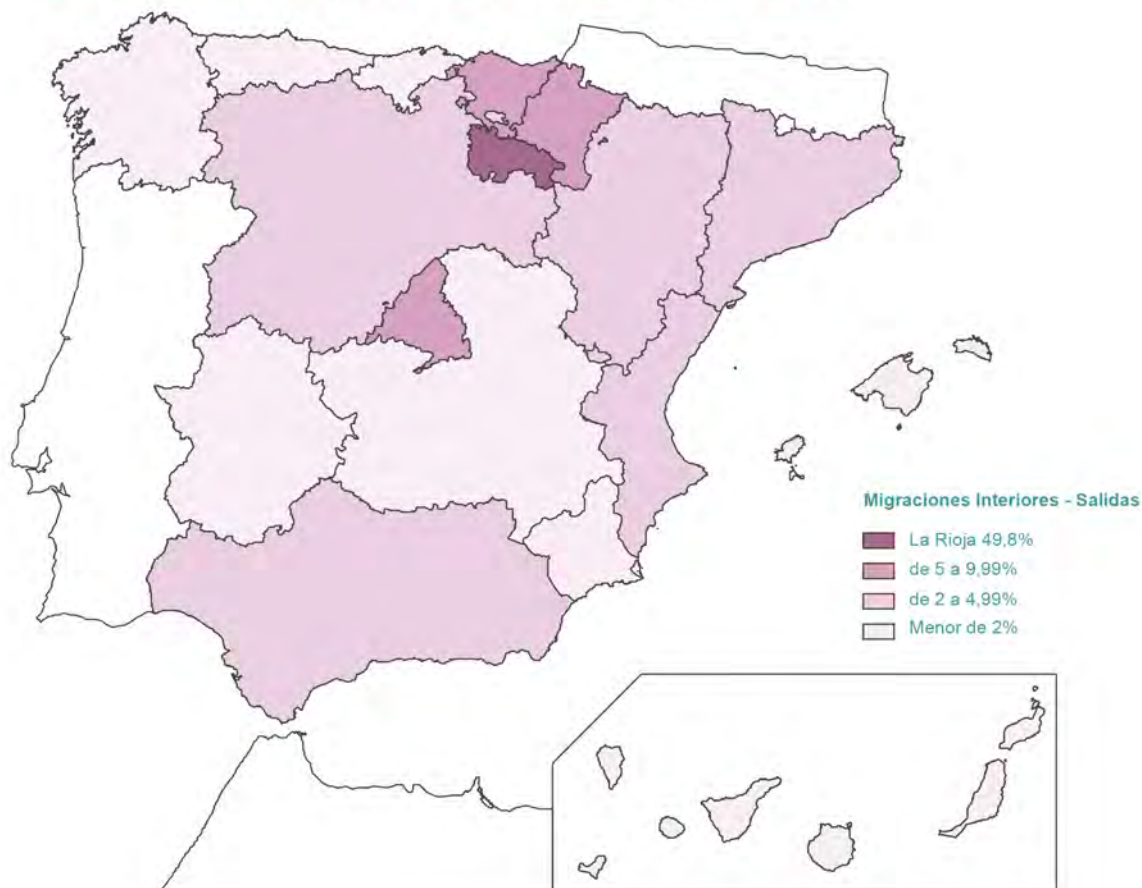 Migraciones Interiores - Salidas
La Rioja 49,8%
de 5 a 9,99%
de 2 a 4,99%
Menor de 2%